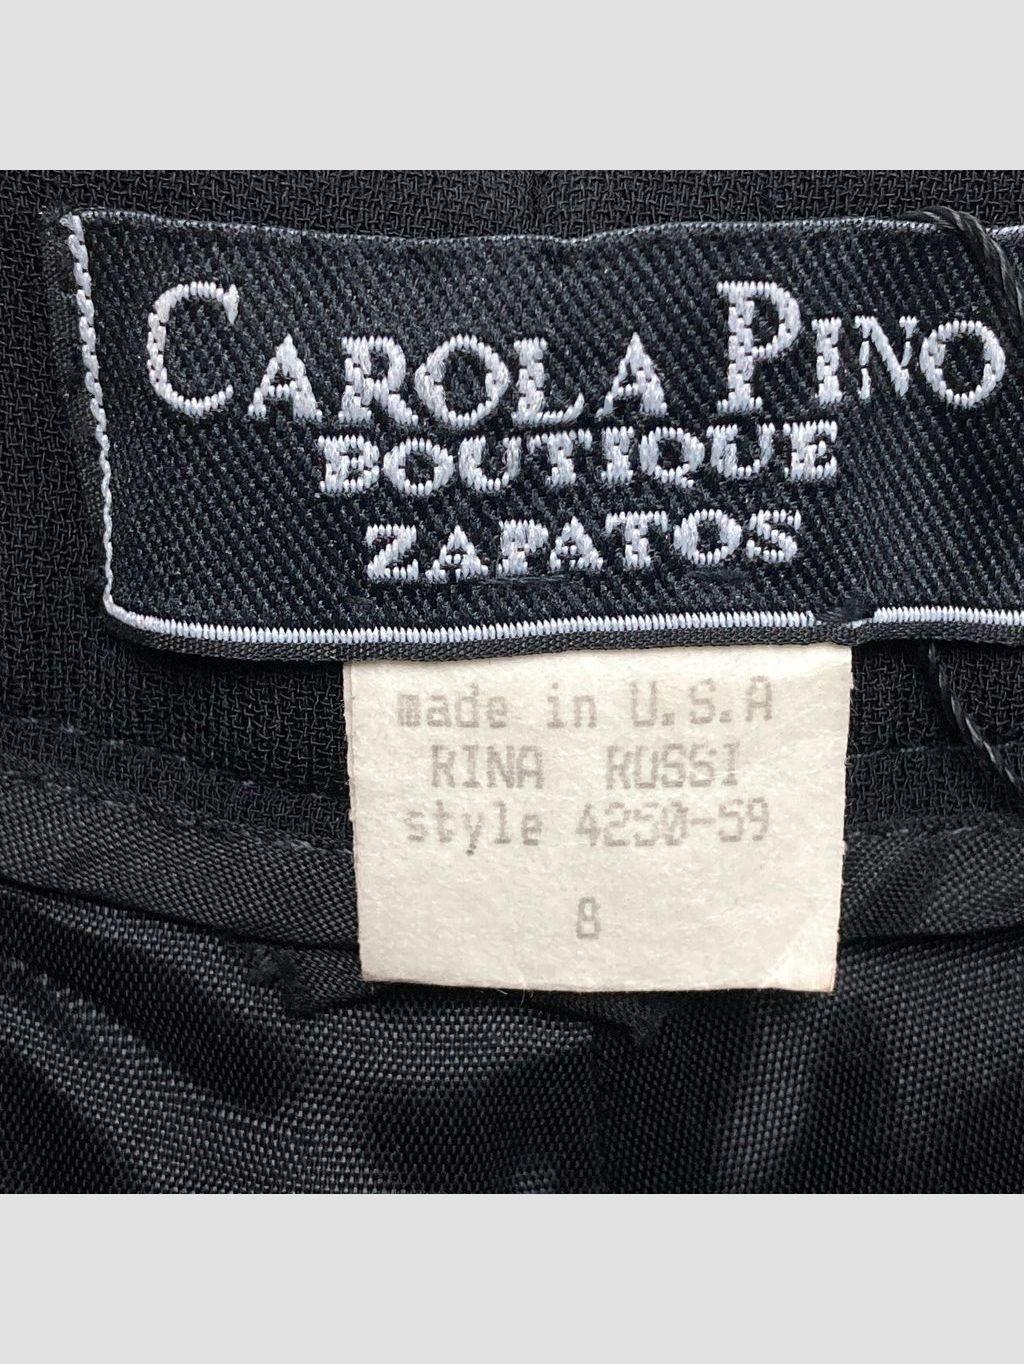 CAROLA PINO
BOUTIQUE
ZAPATOS
made in U.S.A
RINA ROSSI
style 4250-59
8